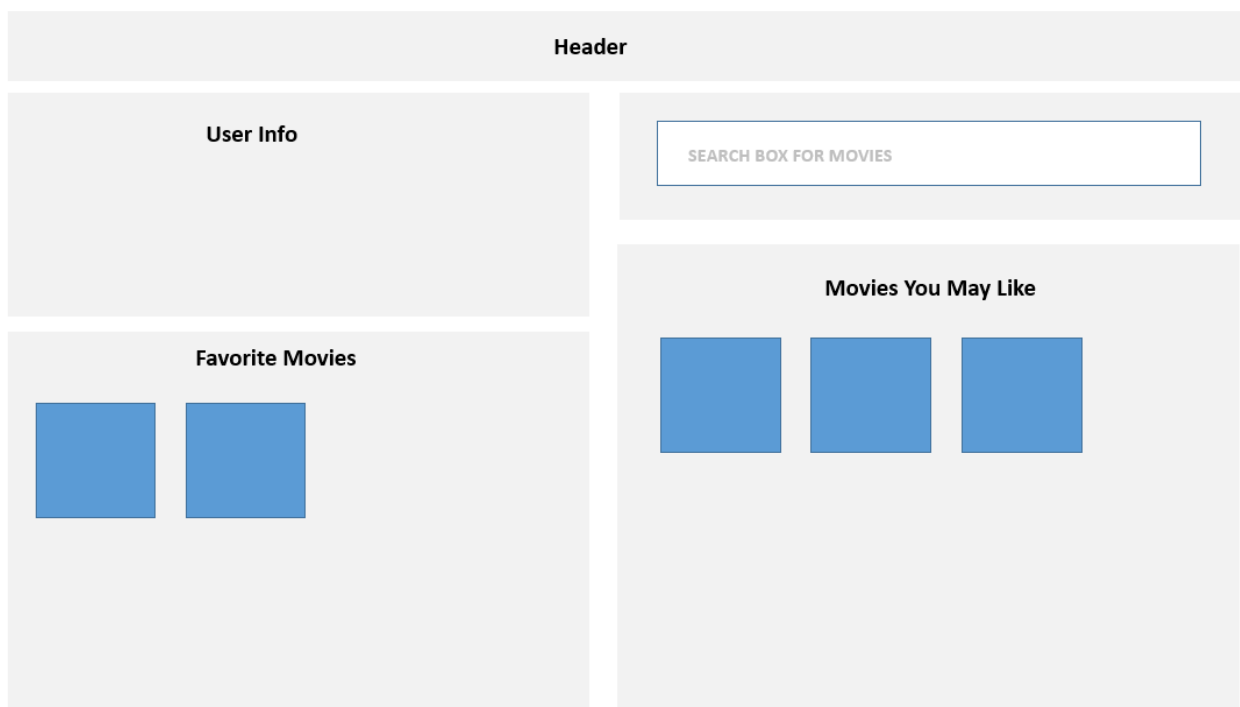 Header
User Info
SEARCH BOX FOR MOVIES
Movies You May Like
Favorite Movies